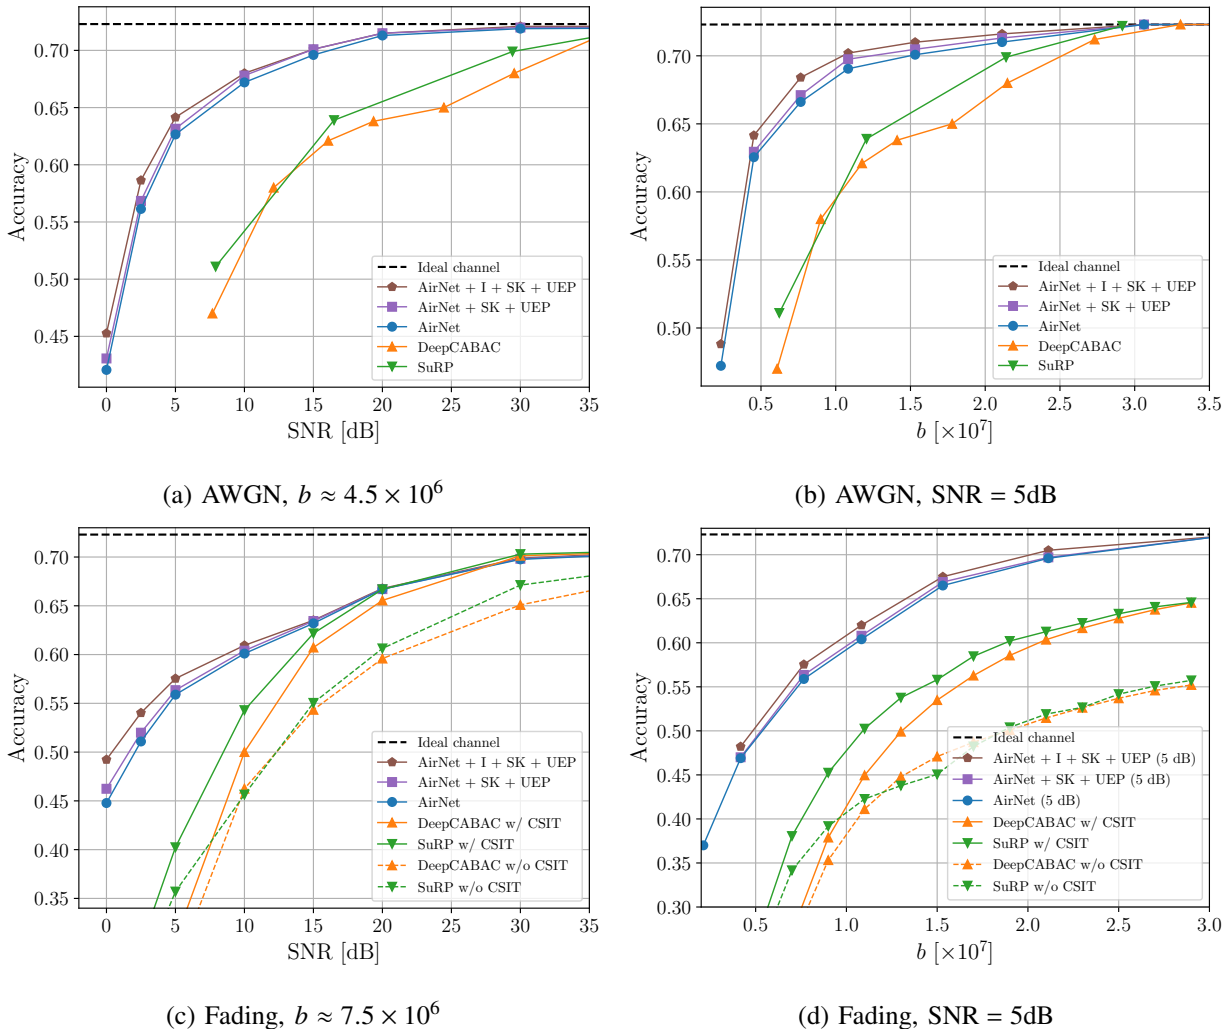 0.70
0.65
0.60
0.55
0.50
0.45
Accuracy
Ideal channel
AirNet + I + SK + UEP
AirNet + SK + UEP
AirNet
DeepCABAC
SuRP
0 5 10 15 20 25 30 35
SNR [dB]
(a) AWGN, b ≈ 4.5 × 10⁶
0.70
0.65
0.60
0.55
0.50
Accuracy
Ideal channel
AirNet + I + SK + UEP
AirNet + SK + UEP
AirNet
DeepCABAC
SuRP
0.5 1.0 1.5 2.0 2.5 3.0 3.5
b [×10⁷]
(b) AWGN, SNR = 5dB
0.70
0.65
0.60
0.55
0.50
0.45
0.40
0.35
Accuracy
Ideal channel
AirNet + I + SK + UEP
AirNet + SK + UEP
AirNet
DeepCABAC w/ CSIT
SuRP w/ CSIT
DeepCABAC w/o CSIT
SuRP w/o CSIT
0 5 10 15 20 25 30 35
SNR [dB]
(c) Fading, b ≈ 7.5 × 10⁶
0.70
0.65
0.60
0.55
0.50
0.45
0.40
0.35
0.30
Accuracy
Ideal channel
AirNet + I + SK + UEP (5 dB)
AirNet + SK + UEP (5 dB)
AirNet (5 dB)
DeepCABAC w/ CSIT
SuRP w/ CSIT
DeepCABAC w/o CSIT
SuRP w/o CSIT
0.5 1.0 1.5 2.0 2.5 3.0
b [×10⁷]
(d) Fading, SNR = 5dB